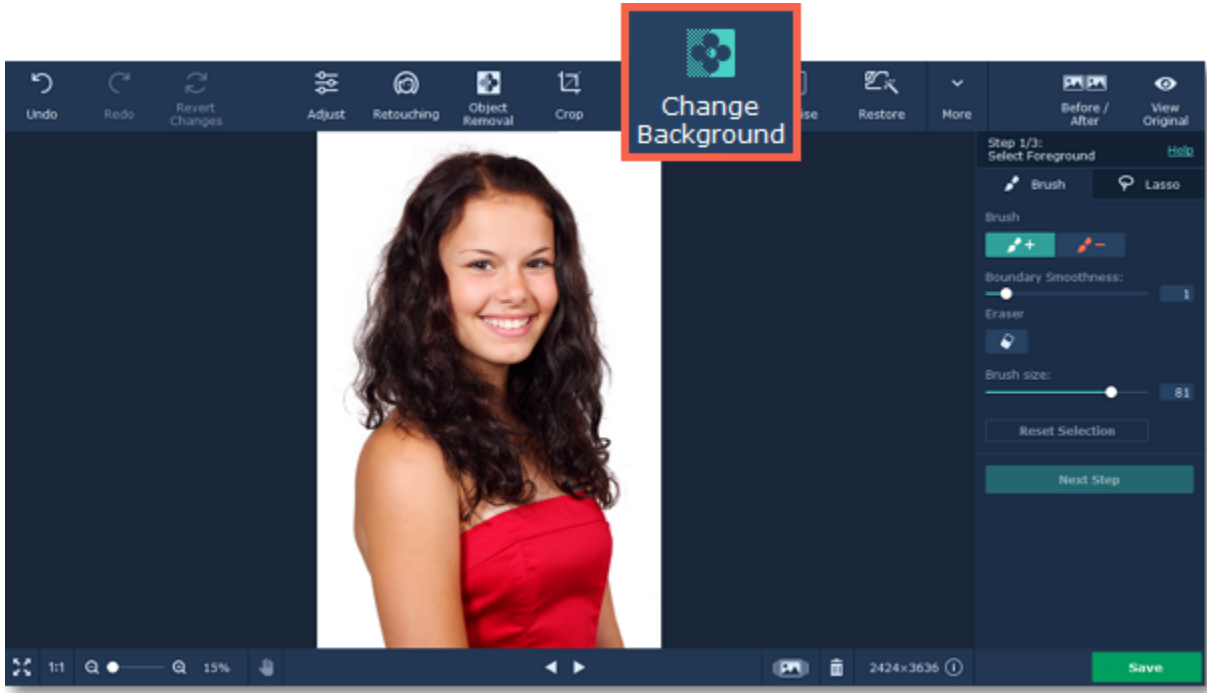 Change
Background
Undo
Redo
Revert
Changes
Adjust
Retouching
Object
Removal
Crop
Restore
More
Before /
After
View
Original
Step 1/3:
Select Foreground
Help
Brush
Lasso
Brush
Boundary Smoothness:
1
Eraser
Brush size:
81
Reset Selection
Next Step
1:1
15%
2424×3636
Save